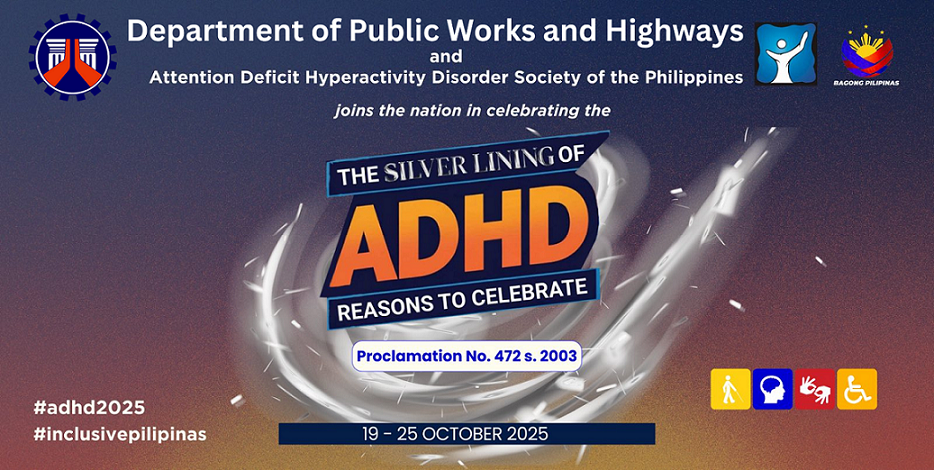 Department of Public Works and Highways
and
Attention Deficit Hyperactivity Disorder Society of the Philippines
BAGONG PILIPINAS
joins the nation in celebrating the
THE SILVER LINING OF
ADHD
REASONS TO CELEBRATE
Proclamation No. 472 s. 2003
#adhd2025
#inclusivepilipinas
19 - 25 OCTOBER 2025